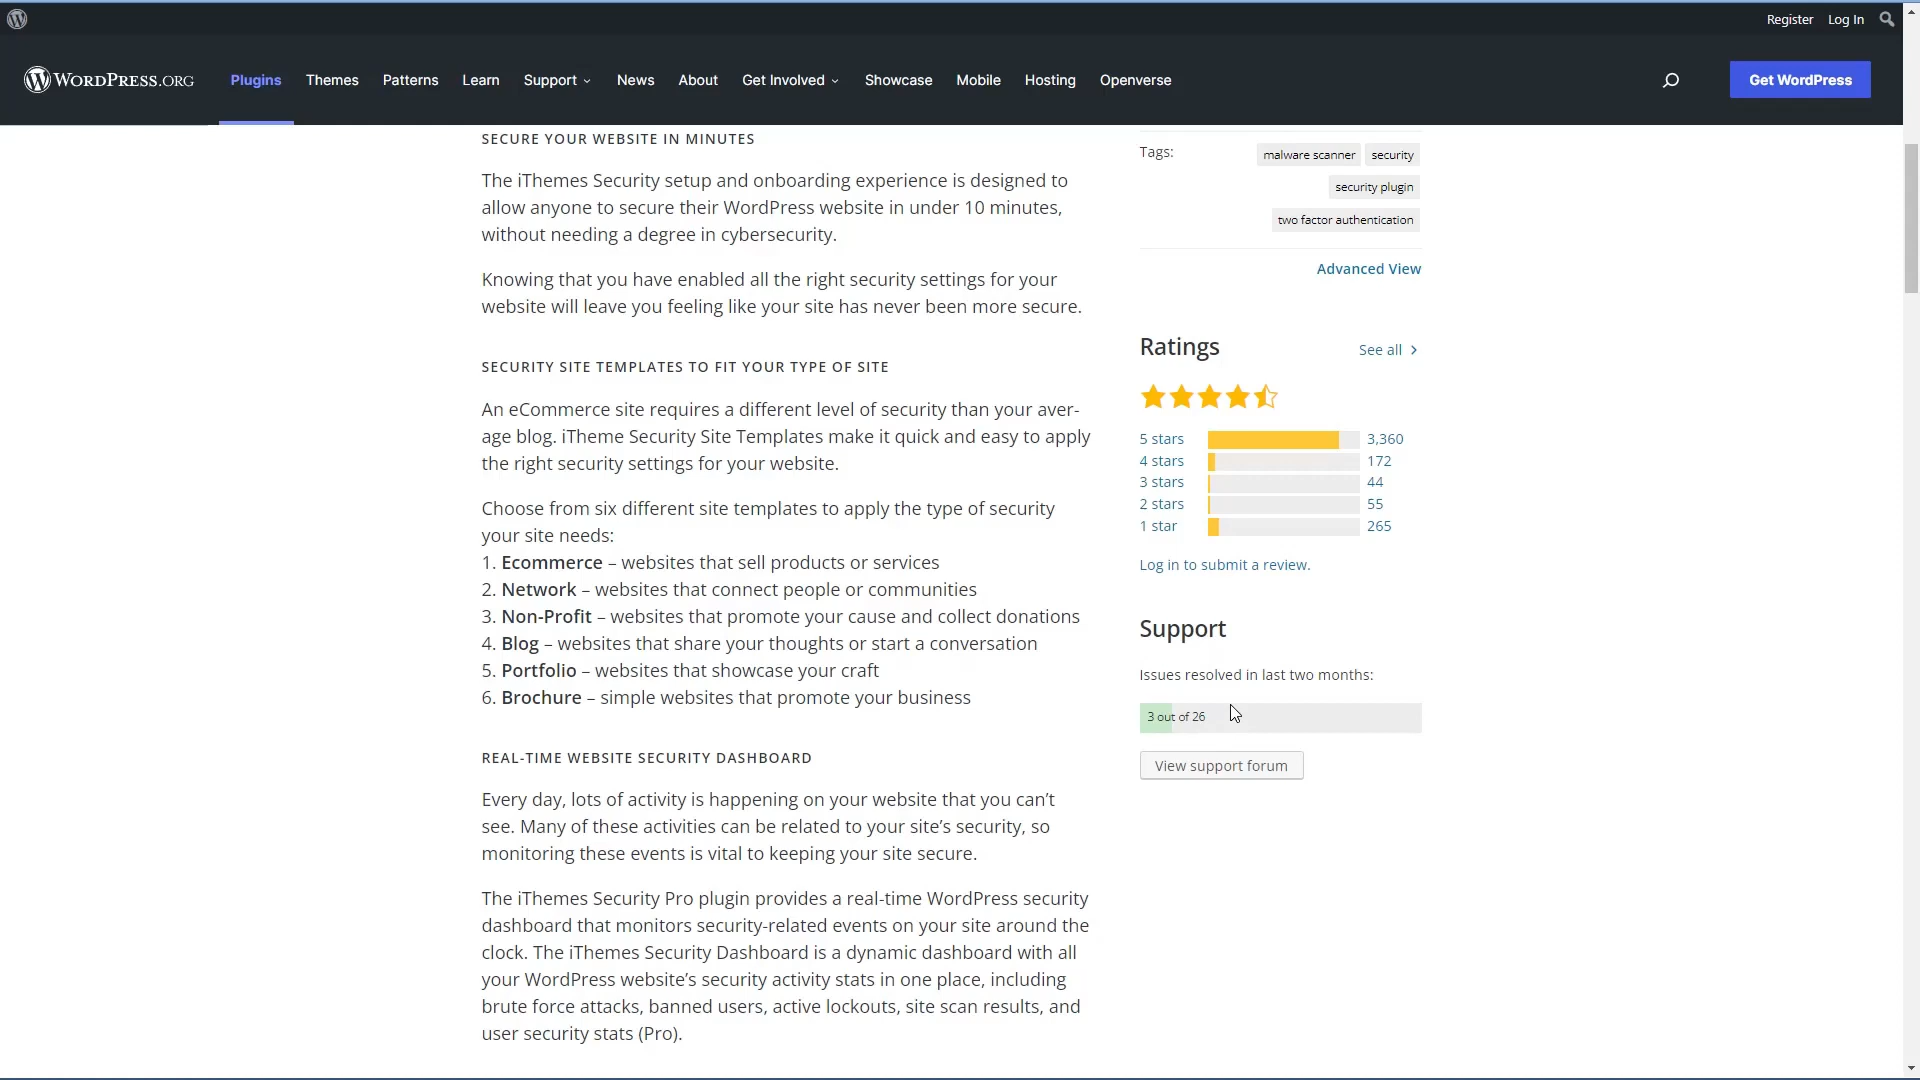 Register Log In
WORDPRESS.ORG Plugins Themes Patterns Learn Support News About Get Involved Showcase Mobile Hosting Openverse Get WordPress
SECURE YOUR WEBSITE IN MINUTES
The iThemes Security setup and onboarding experience is designed to
allow anyone to secure their WordPress website in under 10 minutes,
without needing a degree in cybersecurity.
Knowing that you have enabled all the right security settings for your
website will leave you feeling like your site has never been more secure.
SECURITY SITE TEMPLATES TO FIT YOUR TYPE OF SITE
An eCommerce site requires a different level of security than your aver-
age blog. iTheme Security Site Templates make it quick and easy to apply
the right security settings for your website.
Choose from six different site templates to apply the type of security
your site needs:
1. Ecommerce – websites that sell products or services
2. Network – websites that connect people or communities
3. Non-Profit – websites that promote your cause and collect donations
4. Blog – websites that share your thoughts or start a conversation
5. Portfolio – websites that showcase your craft
6. Brochure – simple websites that promote your business
REAL-TIME WEBSITE SECURITY DASHBOARD
Every day, lots of activity is happening on your website that you can’t
see. Many of these activities can be related to your site’s security, so
monitoring these events is vital to keeping your site secure.
The iThemes Security Pro plugin provides a real-time WordPress security
dashboard that monitors security-related events on your site around the
clock. The iThemes Security Dashboard is a dynamic dashboard with all
your WordPress website’s security activity stats in one place, including
brute force attacks, banned users, active lockouts, site scan results, and
user security stats (Pro).
Tags: malware scanner security
security plugin
two factor authentication
Advanced View
Ratings See all
5 stars 3,360
4 stars 172
3 stars 44
2 stars 55
1 star 265
Log in to submit a review.
Support
Issues resolved in last two months:
3 out of 26
View support forum